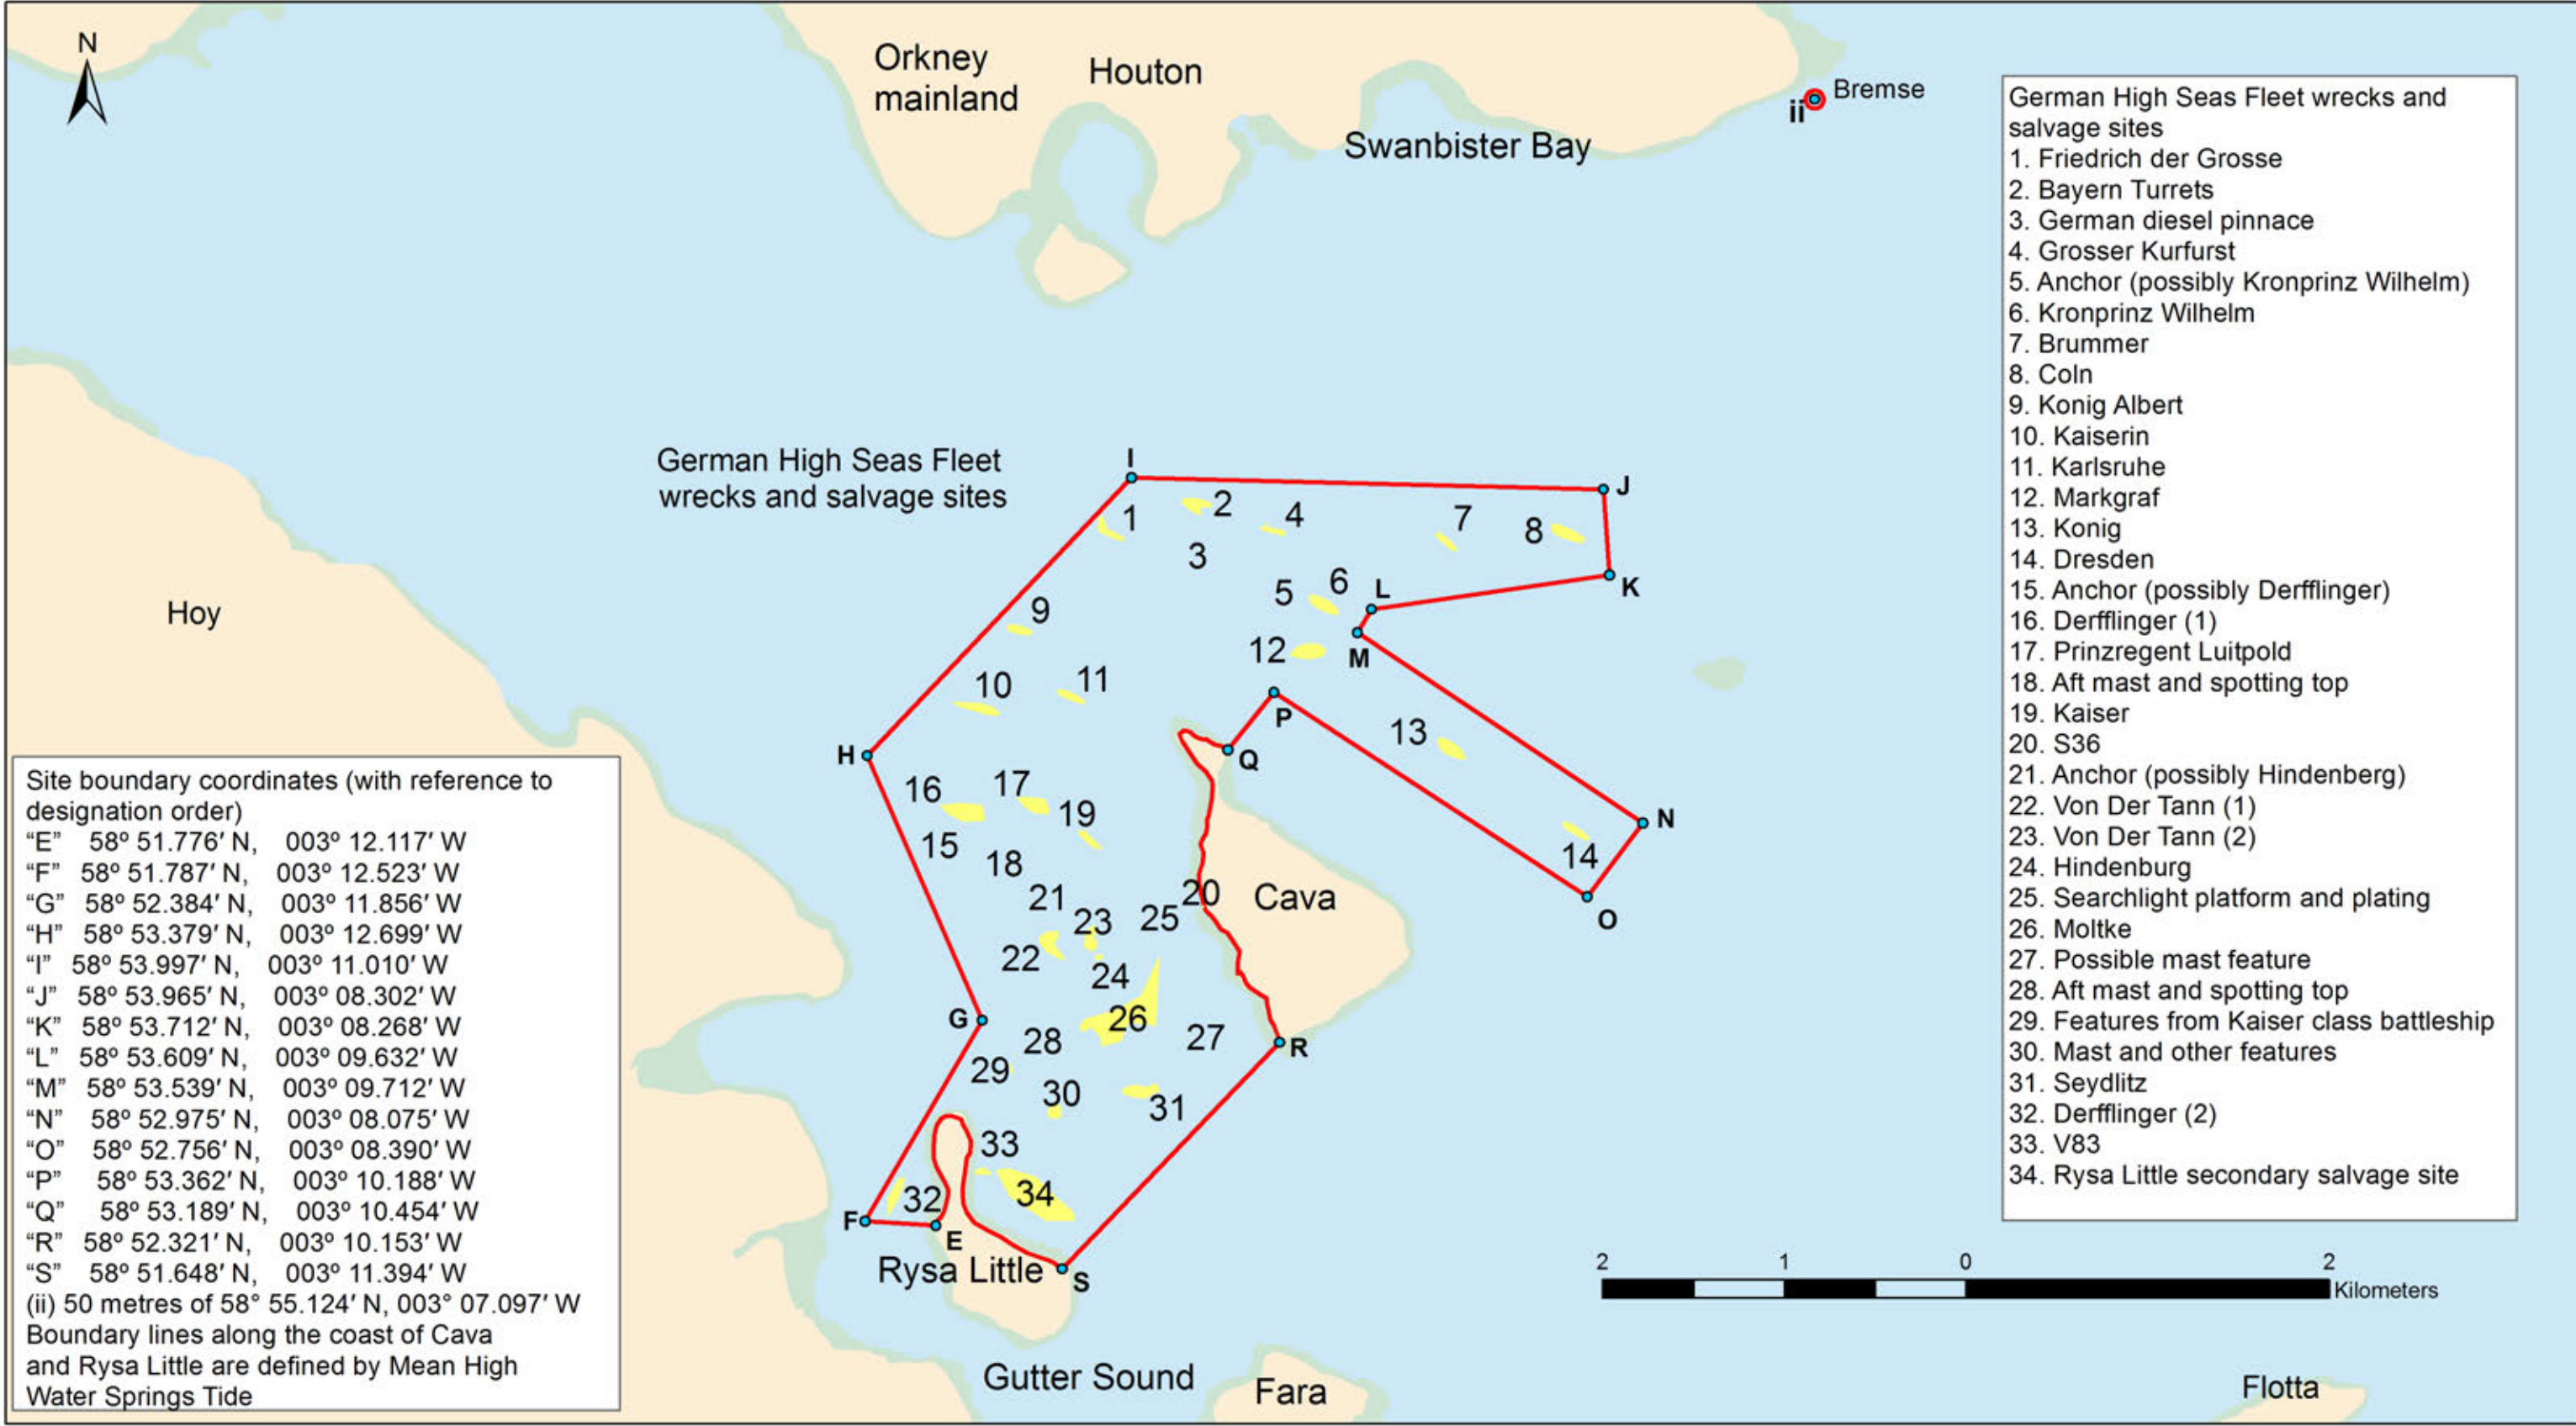 N
Orkney
mainland
Houton
Swanbister Bay
ii
Bremse
German High Seas Fleet
wrecks and salvage sites
Hoy
I
J
K
L
M
N
O
P
Q
H
G
F
E
R
S
1
2
3
4
5
6
7
8
9
10
11
12
13
14
15
16
17
18
19
20
21
22
23
24
25
26
27
28
29
30
31
32
33
34
Cava
Rysa Little
Gutter Sound
Fara
Flotta
Site boundary coordinates (with reference to
designation order)
“E” 58º 51.776′ N, 003º 12.117′ W
“F” 58º 51.787′ N, 003º 12.523′ W
“G” 58º 52.384′ N, 003º 11.856′ W
“H” 58º 53.379′ N, 003º 12.699′ W
“I” 58º 53.997′ N, 003º 11.010′ W
“J” 58º 53.965′ N, 003º 08.302′ W
“K” 58º 53.712′ N, 003º 08.268′ W
“L” 58º 53.609′ N, 003º 09.632′ W
“M” 58º 53.539′ N, 003º 09.712′ W
“N” 58º 52.975′ N, 003º 08.075′ W
“O” 58º 52.756′ N, 003º 08.390′ W
“P” 58º 53.362′ N, 003º 10.188′ W
“Q” 58º 53.189′ N, 003º 10.454′ W
“R” 58º 52.321′ N, 003º 10.153′ W
“S” 58º 51.648′ N, 003º 11.394′ W
(ii) 50 metres of 58° 55.124′ N, 003° 07.097′ W
Boundary lines along the coast of Cava
and Rysa Little are defined by Mean High
Water Springs Tide
German High Seas Fleet wrecks and
salvage sites
1. Friedrich der Grosse
2. Bayern Turrets
3. German diesel pinnace
4. Grosser Kurfurst
5. Anchor (possibly Kronprinz Wilhelm)
6. Kronprinz Wilhelm
7. Brummer
8. Coln
9. Konig Albert
10. Kaiserin
11. Karlsruhe
12. Markgraf
13. Konig
14. Dresden
15. Anchor (possibly Derfflinger)
16. Derfflinger (1)
17. Prinzregent Luitpold
18. Aft mast and spotting top
19. Kaiser
20. S36
21. Anchor (possibly Hindenberg)
22. Von Der Tann (1)
23. Von Der Tann (2)
24. Hindenburg
25. Searchlight platform and plating
26. Moltke
27. Possible mast feature
28. Aft mast and spotting top
29. Features from Kaiser class battleship
30. Mast and other features
31. Seydlitz
32. Derfflinger (2)
33. V83
34. Rysa Little secondary salvage site
2 1 0 2
Kilometers